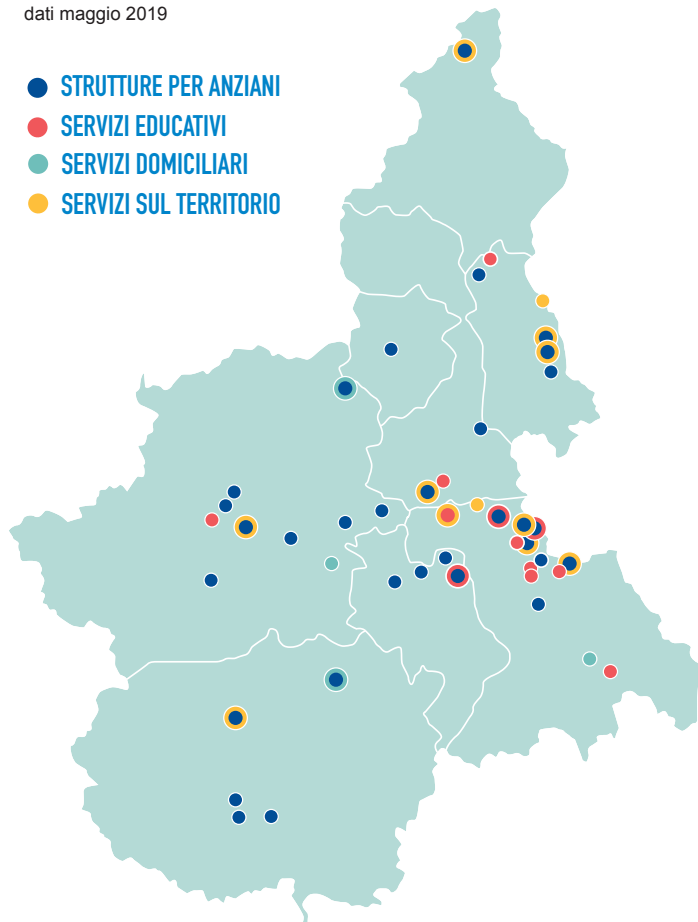 dati maggio 2019
STRUTTURE PER ANZIANI
SERVIZI EDUCATIVI
SERVIZI DOMICILIARI
SERVIZI SUL TERRITORIO